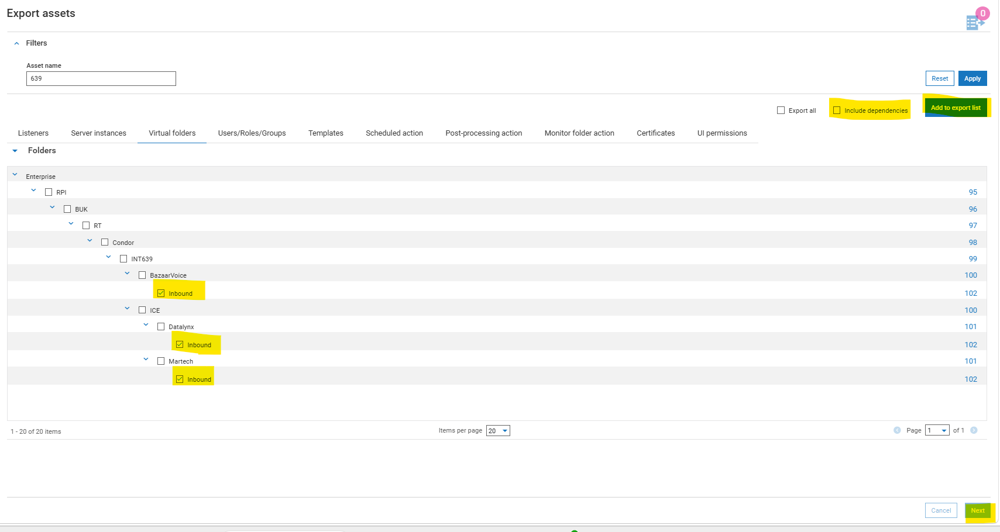 Export assets
0
Filters
Asset name
639
Reset Apply
Export all Include dependencies Add to export list
Listeners Server instances Virtual folders Users/Roles/Groups Templates Scheduled action Post-processing action Monitor folder action Certificates UI permissions
Folders
Enterprise
RPI 95
BUK 96
RT 97
Condor 98
INT639 99
BazaarVoice 100
Inbound 102
ICE 100
Datalynx 101
Inbound 102
Martech 101
Inbound 102
1 - 20 of 20 items Items per page 20 Page 1 of 1
Cancel Next